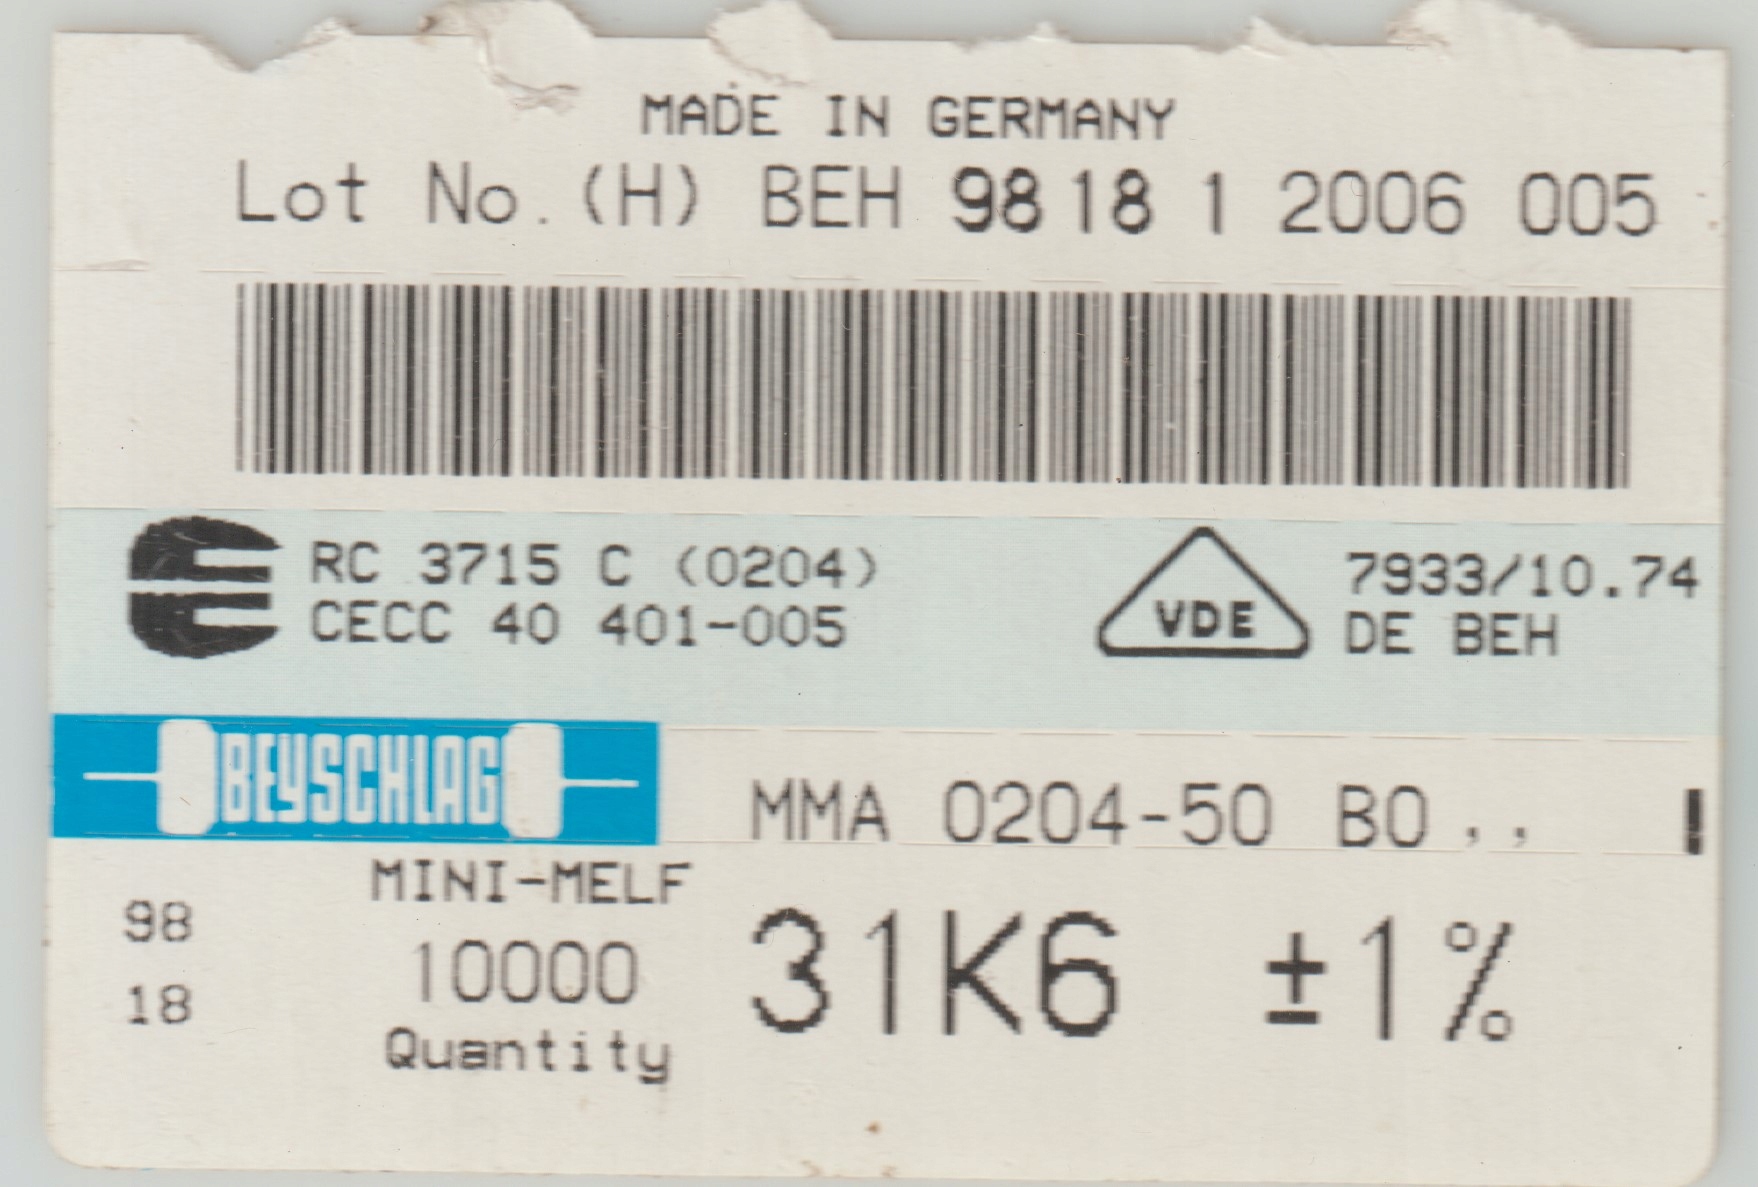 MADE IN GERMANY
Lot No. (H) BEH 98 18 1 2006 005
RC 3715 C (0204)
CECC 40 401-005
VDE
7933/10.74
DE BEH
BEYSCHLAG
MMA 0204-50 B0,,
MINI-MELF
98
18
10000
Quantity
31K6 ±1%